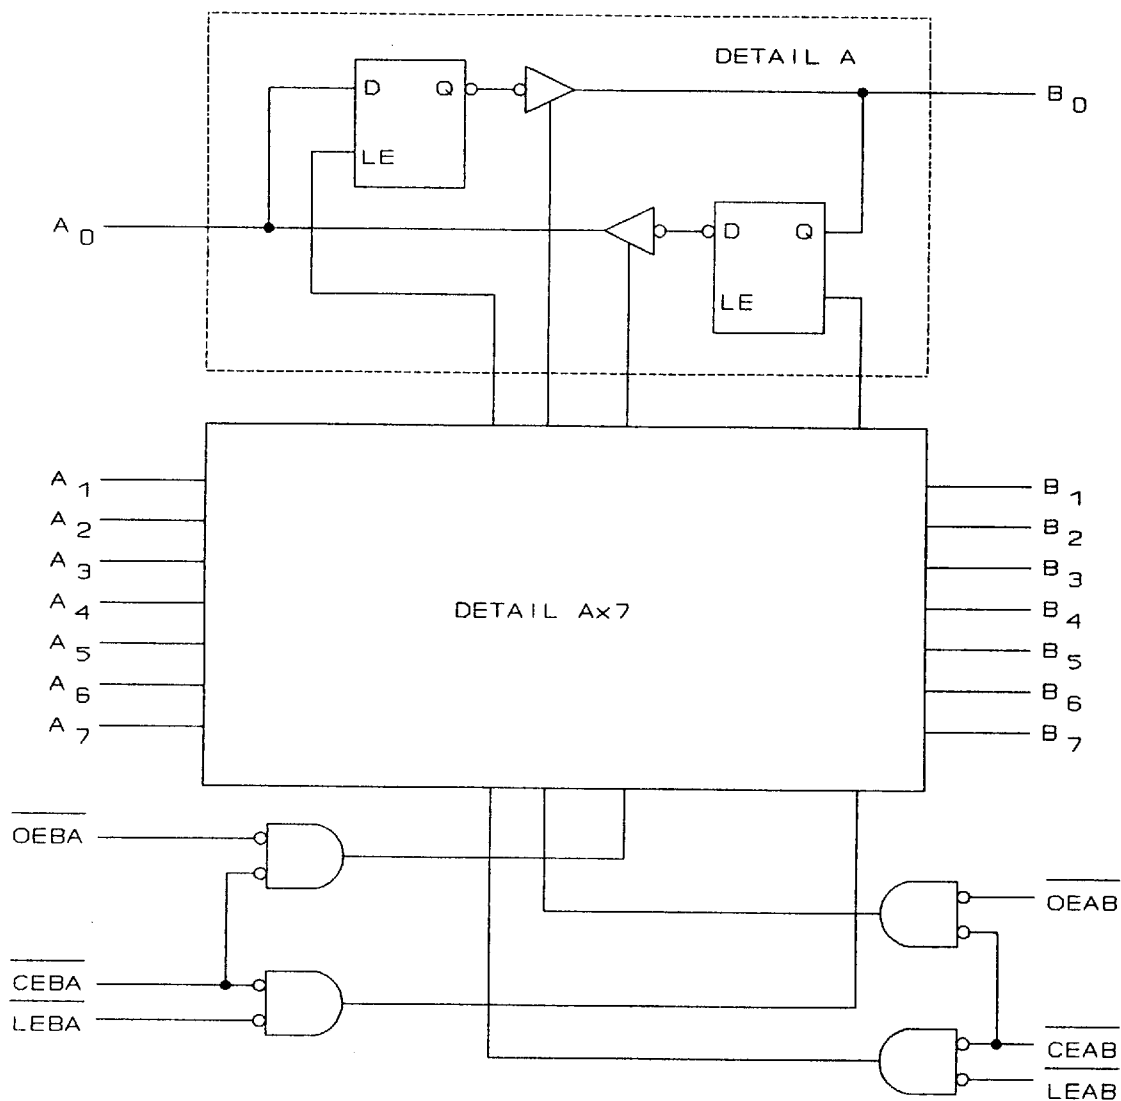 DETAIL A
D Q
LE
B0
A0
D Q
LE
A1
A2
A3
A4
A5
A6
A7
DETAIL Ax7
B1
B2
B3
B4
B5
B6
B7
OEBA
CEBA
LEBA
OEAB
CEAB
LEAB